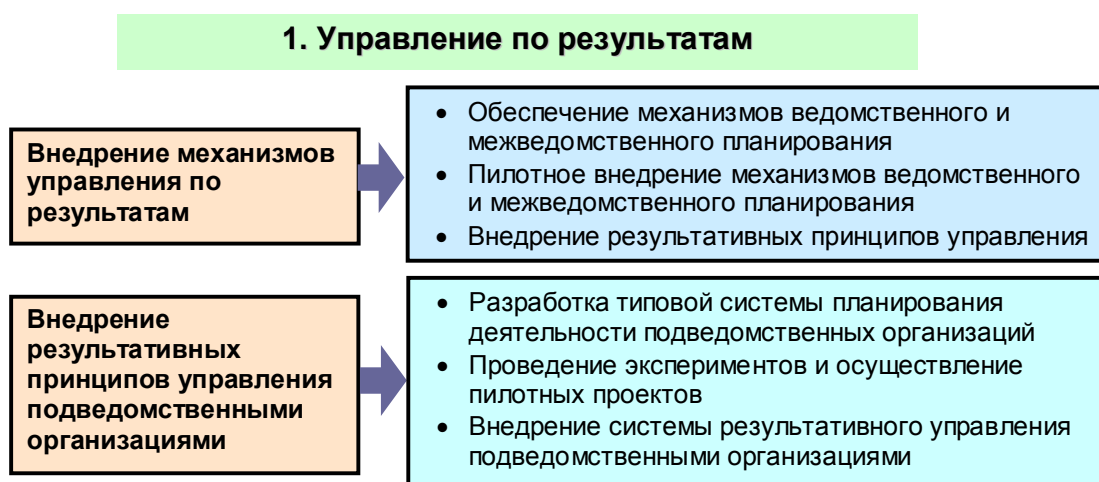 1. Управление по результатам
Внедрение механизмов
управления по
результатам
• Обеспечение механизмов ведомственного и
межведомственного планирования
• Пилотное внедрение механизмов ведомственного
и межведомственного планирования
• Внедрение результативных принципов управления
Внедрение
результативных
принципов управления
подведомственными
организациями
• Разработка типовой системы планирования
деятельности подведомственных организаций
• Проведение экспериментов и осуществление
пилотных проектов
• Внедрение системы результативного управления
подведомственными организациями